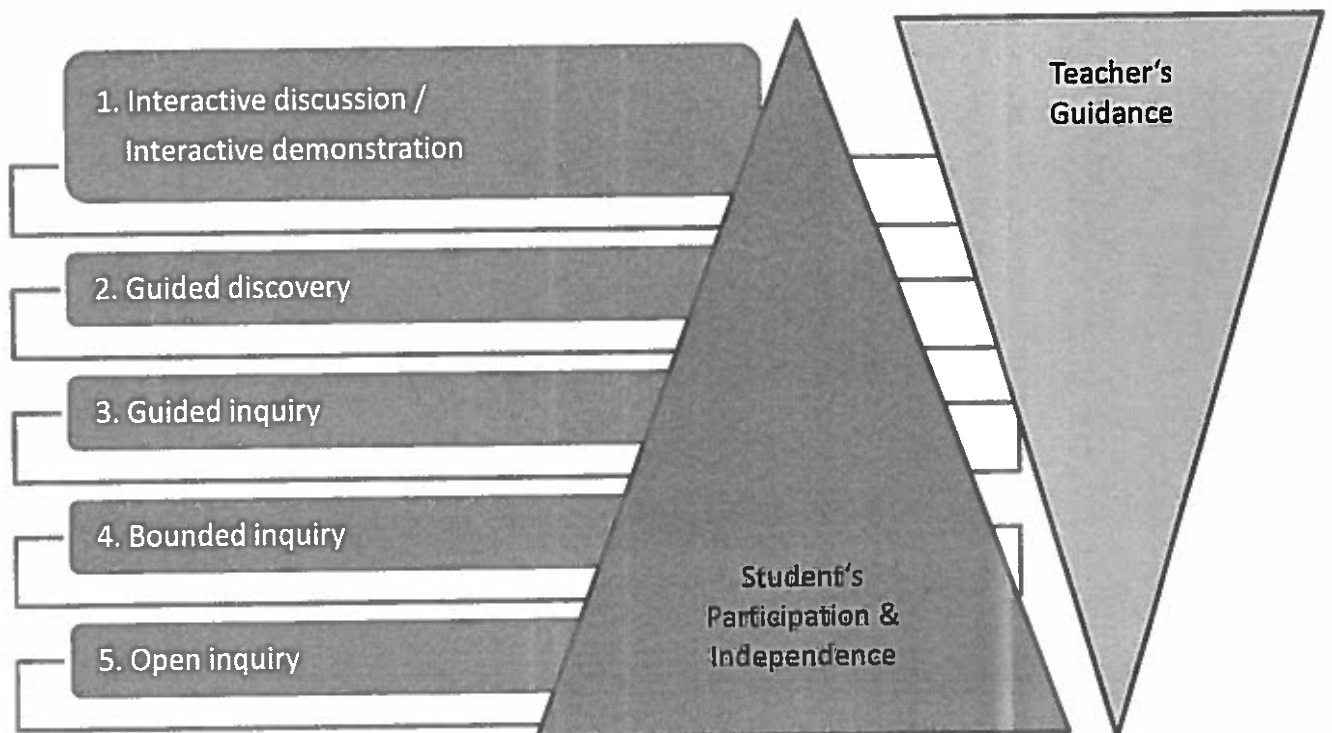 1. Interactive discussion /
Interactive demonstration
2. Guided discovery
3. Guided inquiry
4. Bounded inquiry
5. Open inquiry
Student's
Participation &
Independence
Teacher's
Guidance